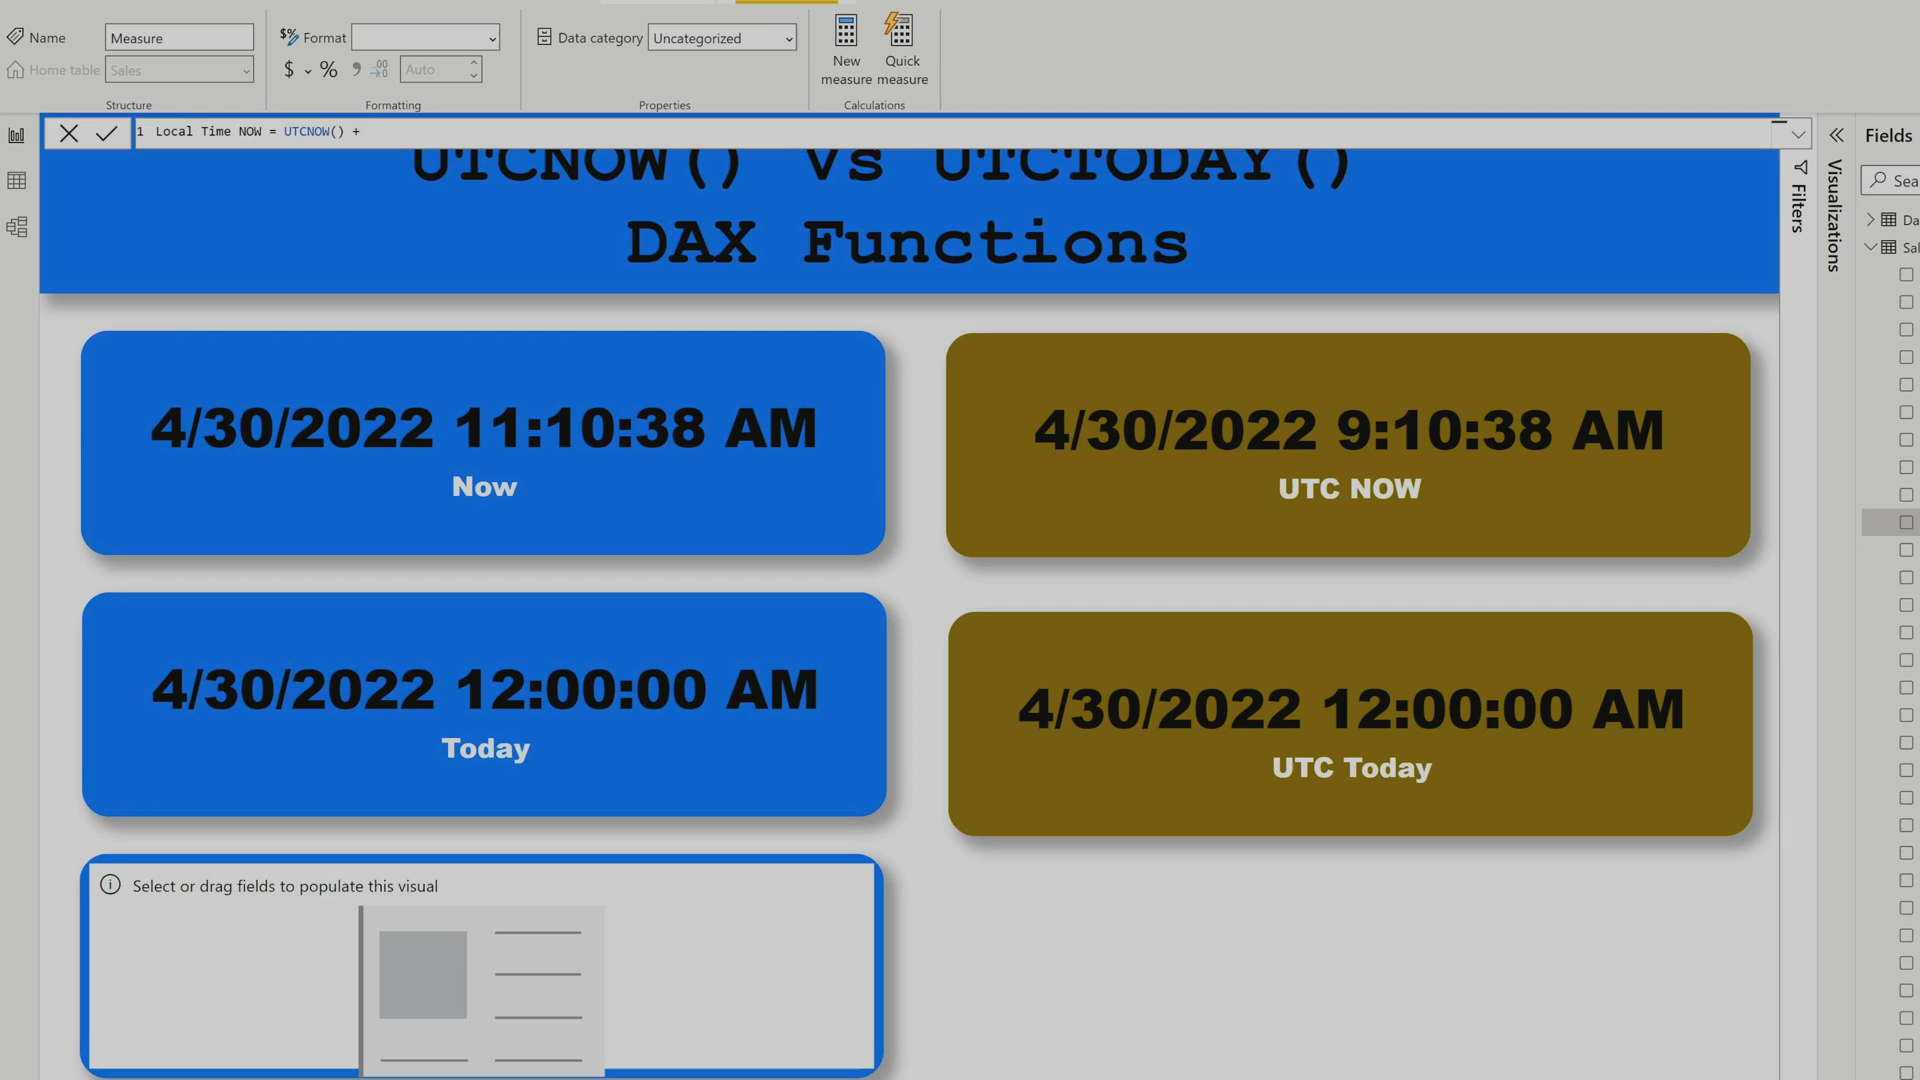 Name
Measure
Format
Data category
Uncategorized
New
measure
Quick
measure
Home table
Sales
$
%
Auto
Structure
Formatting
Properties
Calculations
1 Local Time NOW = UTCNOW() +
Fields
UTCNOW() Vs UTCTODAY()
DAX Functions
Filters
Visualizations
Sea
Da
Sal
4/30/2022 11:10:38 AM
Now
4/30/2022 9:10:38 AM
UTC NOW
4/30/2022 12:00:00 AM
Today
4/30/2022 12:00:00 AM
UTC Today
Select or drag fields to populate this visual